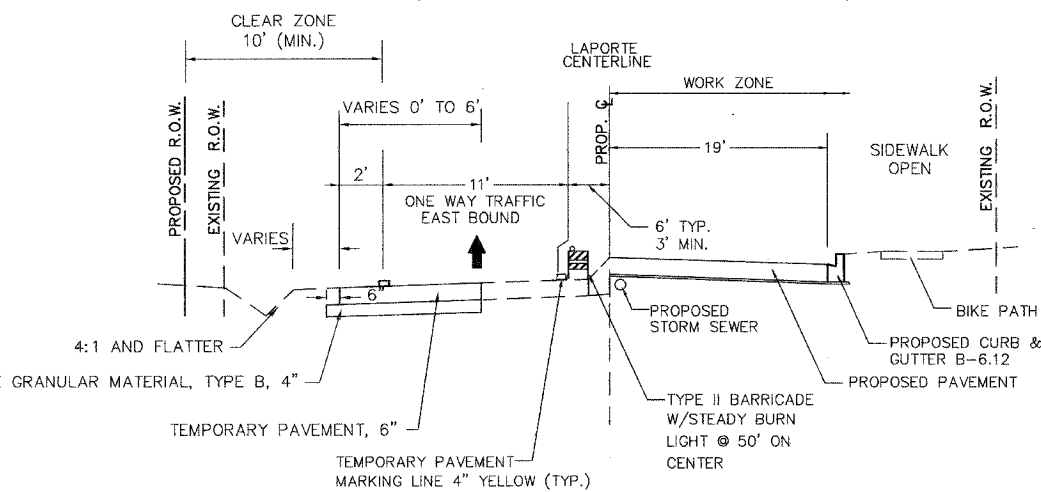 CLEAR ZONE
10' (MIN.)
LAPORTE
CENTERLINE
WORK ZONE
VARIES 0' TO 6'
PROPOSED R.O.W.
EXISTING R.O.W.
PROP. ℄
19'
SIDEWALK
OPEN
EXISTING R.O.W.
2'
11'
ONE WAY TRAFFIC
EAST BOUND
6' TYP.
3' MIN.
VARIES
6"
PROPOSED
STORM SEWER
BIKE PATH
4:1 AND FLATTER
PROPOSED CURB &
GUTTER B-6.12
GRANULAR MATERIAL, TYPE B, 4"
PROPOSED PAVEMENT
TEMPORARY PAVEMENT, 6"
TYPE II BARRICADE
W/STEADY BURN
LIGHT @ 50' ON
CENTER
TEMPORARY PAVEMENT
MARKING LINE 4" YELLOW (TYP.)